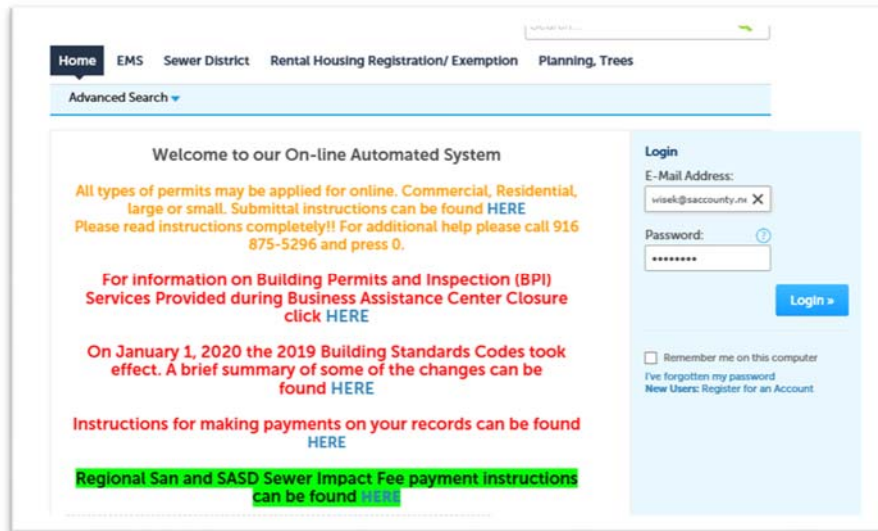 Search...
Home EMS Sewer District Rental Housing Registration/ Exemption Planning, Trees
Advanced Search
Welcome to our On-line Automated System
All types of permits may be applied for online. Commercial, Residential,
large or small. Submittal instructions can be found HERE
Please read instructions completely!! For additional help please call 916
875-5296 and press 0.
For information on Building Permits and Inspection (BPI)
Services Provided during Business Assistance Center Closure
click HERE
On January 1, 2020 the 2019 Building Standards Codes took
effect. A brief summary of some of the changes can be
found HERE
Instructions for making payments on your records can be found
HERE
Regional San and SASD Sewer Impact Fee payment instructions
can be found HERE
Login
E-Mail Address:
wisek@saccounty.ne
Password:
••••••••
Login »
Remember me on this computer
I've forgotten my password
New Users: Register for an Account